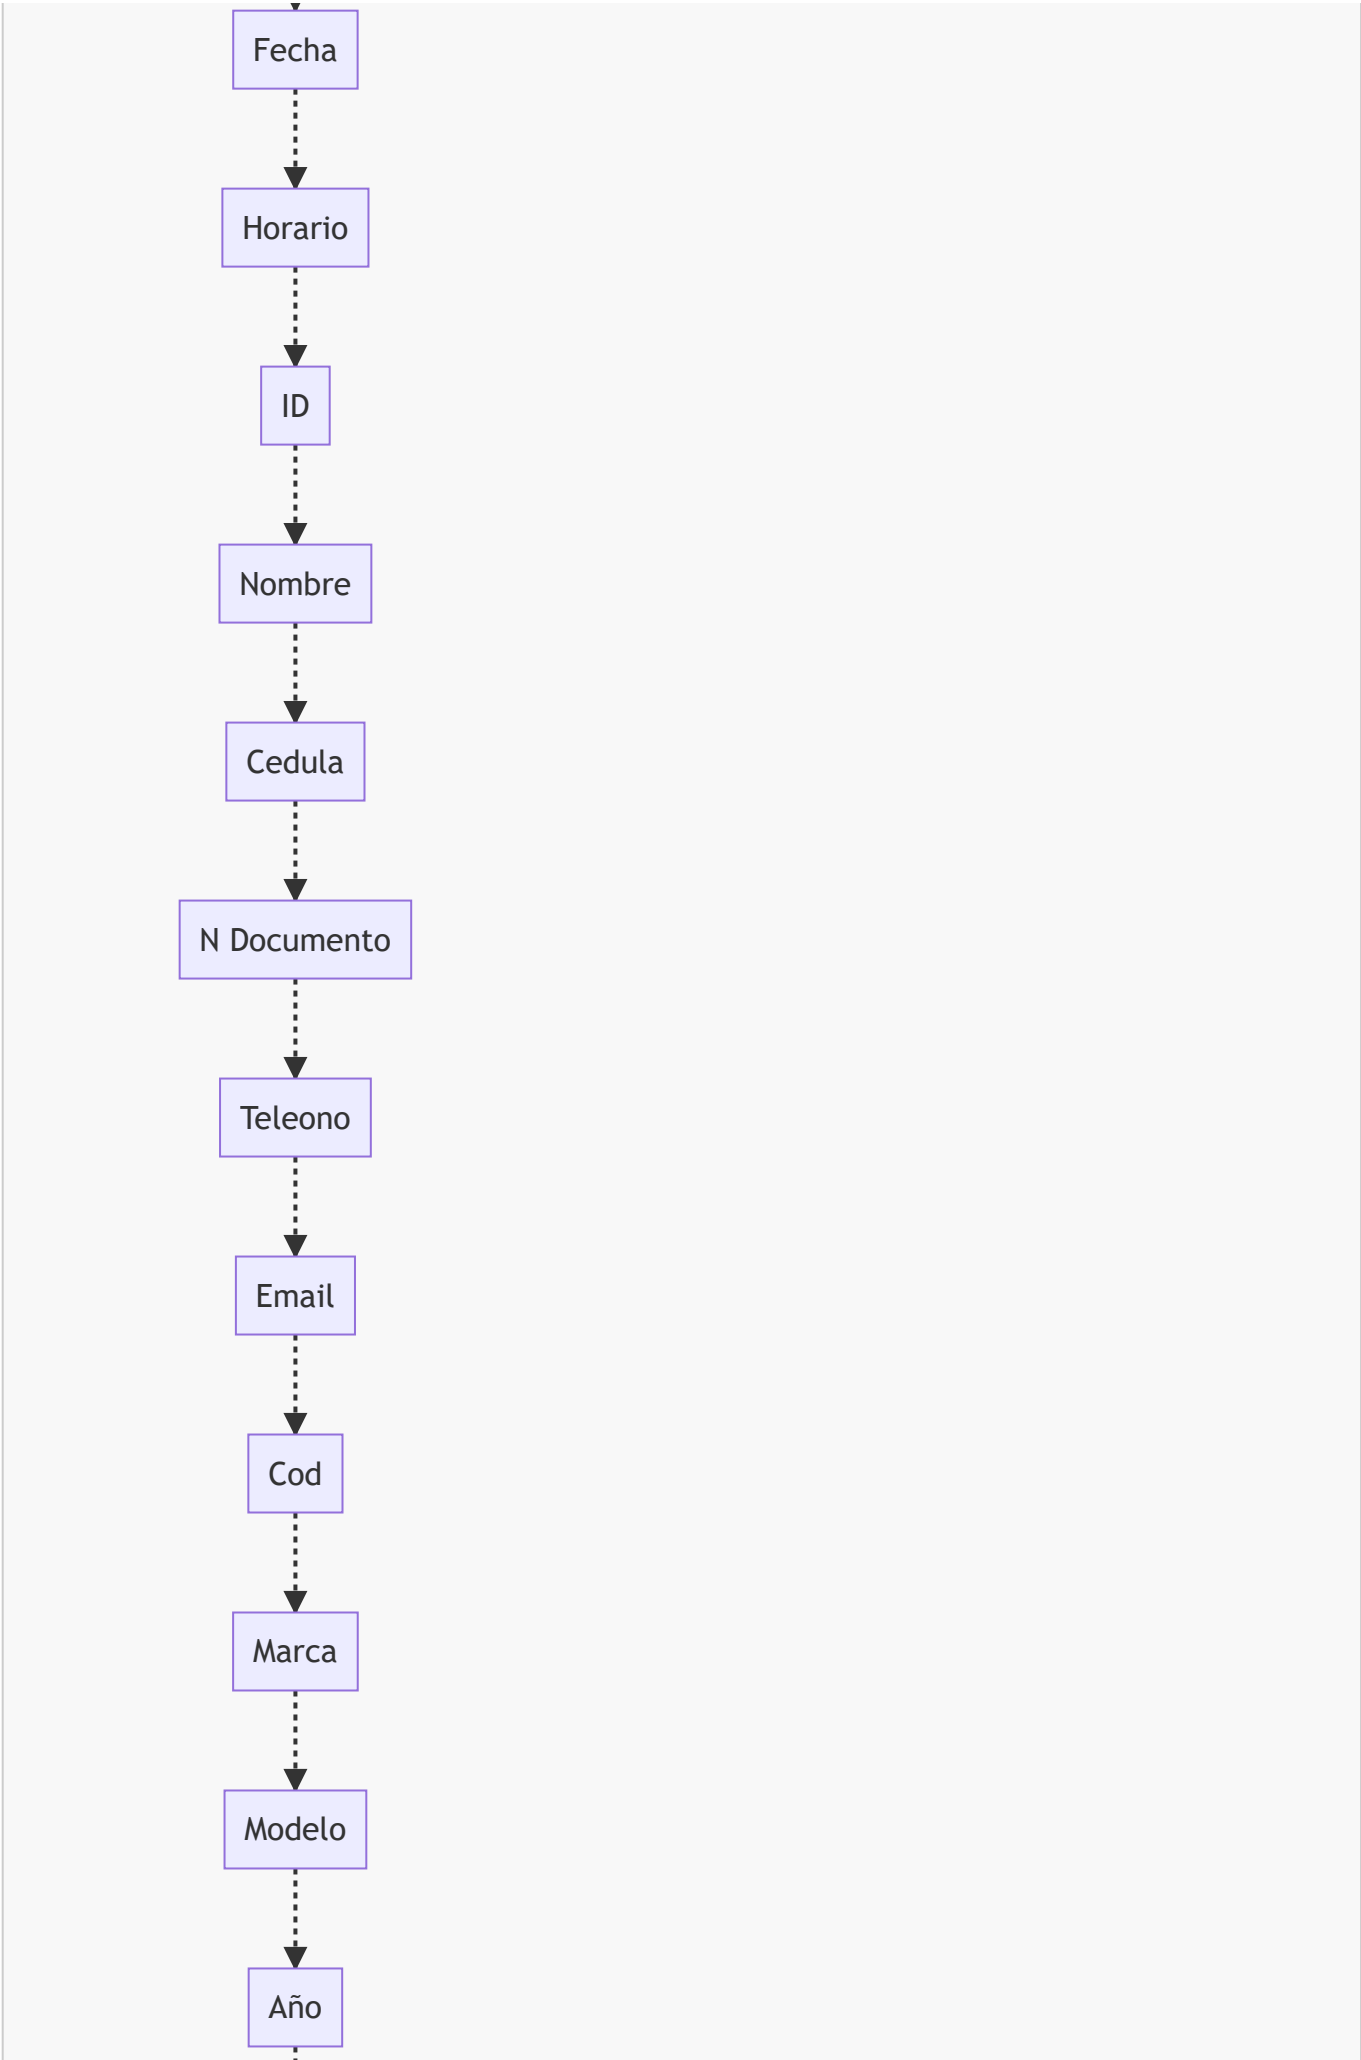 Fecha
Horario
ID
Nombre
Cedula
N Documento
Teleono
Email
Cod
Marca
Modelo
Año